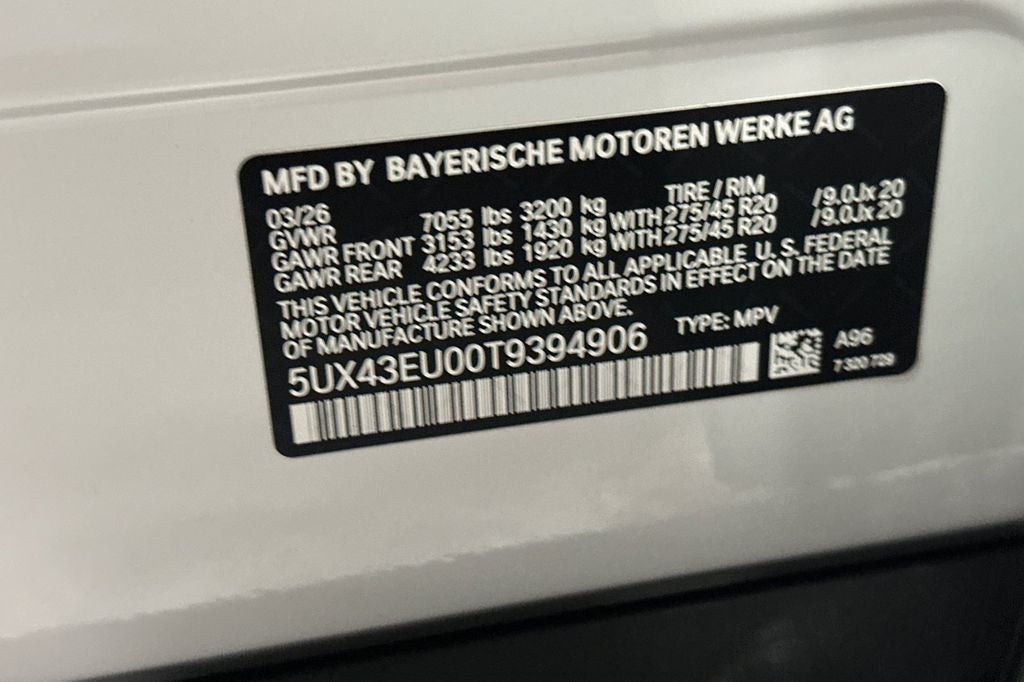 MFD BY BAYERISCHE MOTOREN WERKE AG
03/26 TIRE / RIM
GVWR 7055 lbs 3200 kg
GAWR FRONT 3153 lbs 1430 kg WITH 275/45 R20 /9.0Jx20
GAWR REAR 4233 lbs 1920 kg WITH 275/45 R20 /9.0Jx20
THIS VEHICLE CONFORMS TO ALL APPLICABLE U. S. FEDERAL
MOTOR VEHICLE SAFETY STANDARDS IN EFFECT ON THE DATE
OF MANUFACTURE SHOWN ABOVE. TYPE: MPV
5UX43EU00T9394906
A96
7 320 729